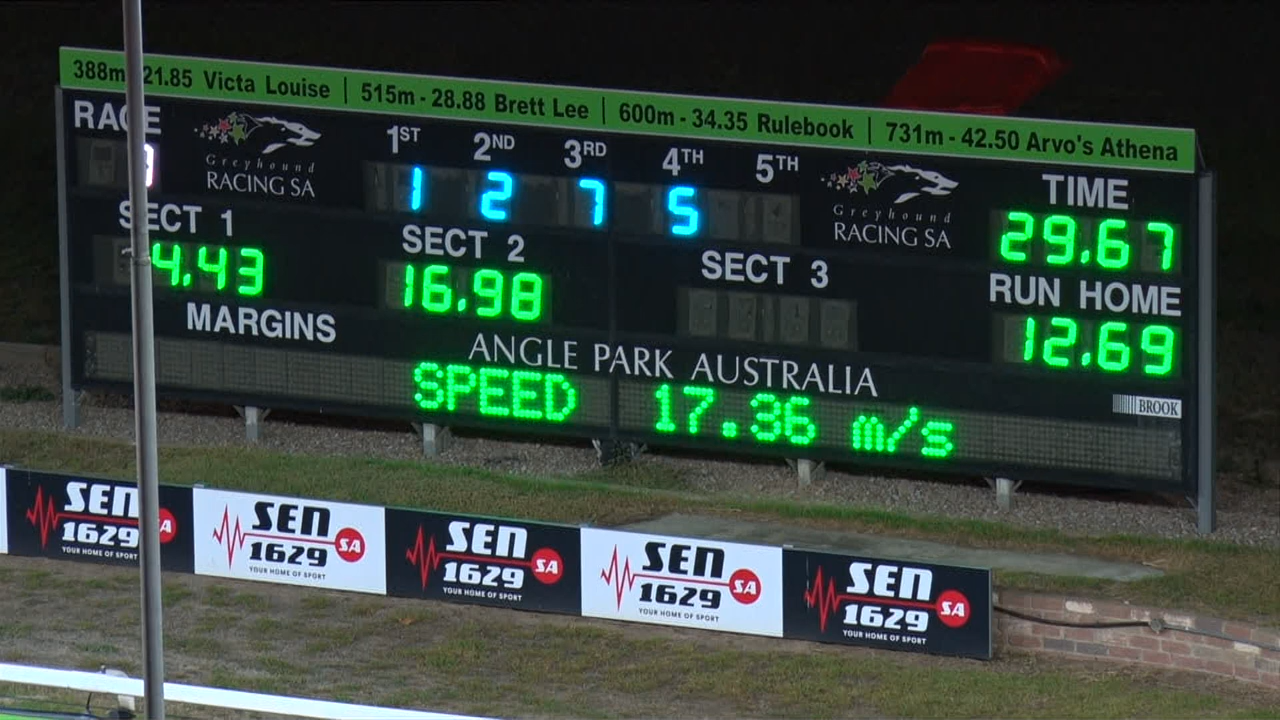 388m 21.85 Victa Louise | 515m - 28.88 Brett Lee | 600m - 34.35 Rulebook | 731m - 42.50 Arvo's Athena
RACE
Greyhound
RACING SA
1ST 2ND 3RD 4TH 5TH
1 2 7 5
Greyhound
RACING SA
TIME
29.67
SECT 1
4.43
SECT 2
16.98
SECT 3
RUN HOME
12.69
MARGINS
ANGLE PARK AUSTRALIA
SPEED 17.36 m/s
BROOK
SEN
1629 SA
YOUR HOME OF SPORT
SEN
1629 SA
YOUR HOME OF SPORT
SEN
1629 SA
YOUR HOME OF SPORT
SEN
1629 SA
YOUR HOME OF SPORT
SEN
1629 SA
YOUR HOME OF SPORT